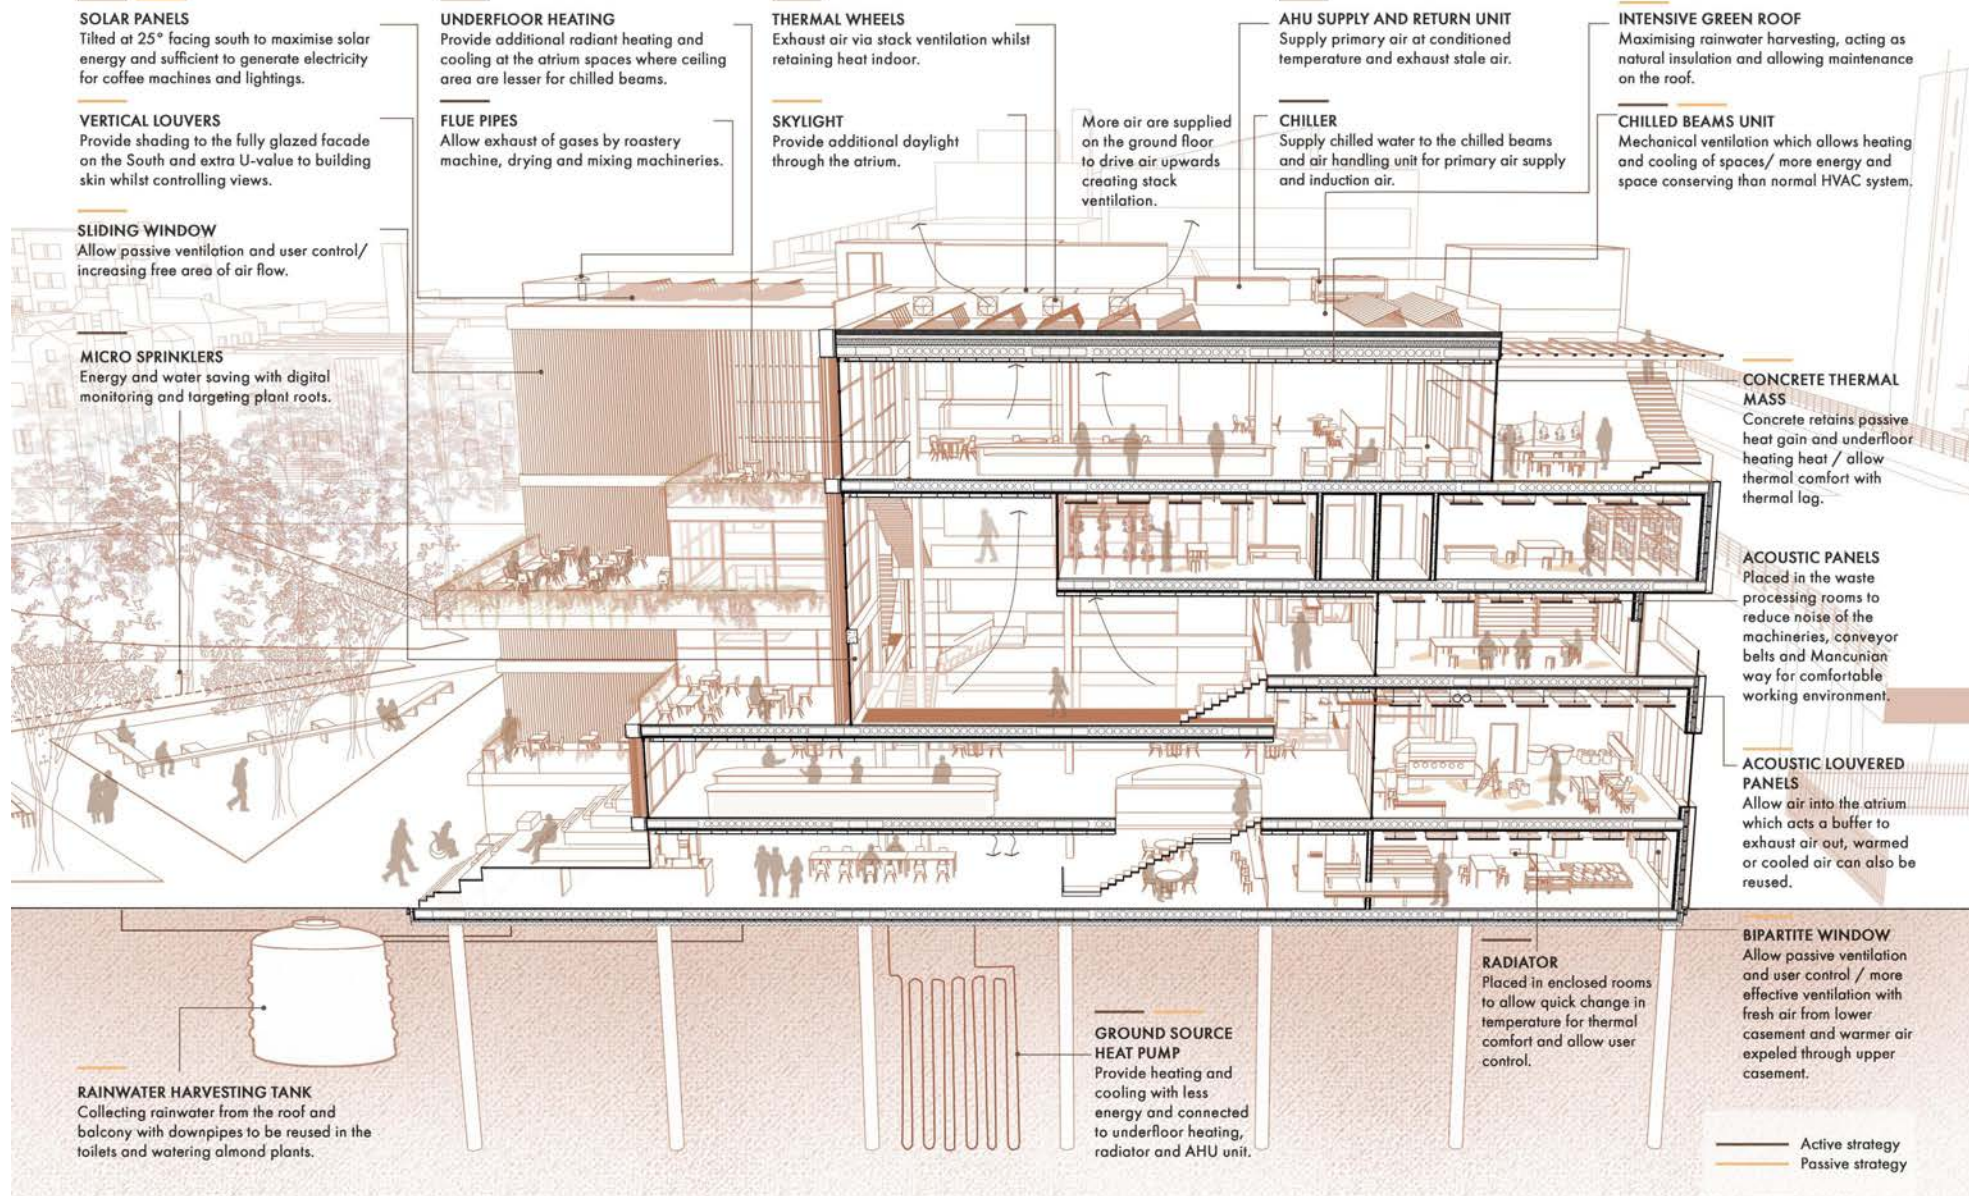 SOLAR PANELS
Tilted at 25° facing south to maximise solar
energy and sufficient to generate electricity
for coffee machines and lightings.
VERTICAL LOUVERS
Provide shading to the fully glazed facade
on the South and extra U-value to building
skin whilst controlling views.
SLIDING WINDOW
Allow passive ventilation and user control/
increasing free area of air flow.
MICRO SPRINKLERS
Energy and water saving with digital
monitoring and targeting plant roots.
UNDERFLOOR HEATING
Provide additional radiant heating and
cooling at the atrium spaces where ceiling
area are lesser for chilled beams.
FLUE PIPES
Allow exhaust of gases by roastery
machine, drying and mixing machineries.
THERMAL WHEELS
Exhaust air via stack ventilation whilst
retaining heat indoor.
SKYLIGHT
Provide additional daylight
through the atrium.
More air are supplied
on the ground floor
to drive air upwards
creating stack
ventilation.
AHU SUPPLY AND RETURN UNIT
Supply primary air at conditioned
temperature and exhaust stale air.
CHILLER
Supply chilled water to the chilled beams
and air handling unit for primary air supply
and induction air.
INTENSIVE GREEN ROOF
Maximising rainwater harvesting, acting as
natural insulation and allowing maintenance
on the roof.
CHILLED BEAMS UNIT
Mechanical ventilation which allows heating
and cooling of spaces/ more energy and
space conserving than normal HVAC system.
CONCRETE THERMAL
MASS
Concrete retains passive
heat gain and underfloor
heating heat / allow
thermal comfort with
thermal lag.
ACOUSTIC PANELS
Placed in the waste
processing rooms to
reduce noise of the
machineries, conveyor
belts and Mancunian
way for comfortable
working environment.
ACOUSTIC LOUVERED
PANELS
Allow air into the atrium
which acts a buffer to
exhaust air out, warmed
or cooled air can also be
reused.
BIPARTITE WINDOW
Allow passive ventilation
and user control / more
effective ventilation with
fresh air from lower
casement and warmer air
expeled through upper
casement.
RADIATOR
Placed in enclosed rooms
to allow quick change in
temperature for thermal
comfort and allow user
control.
GROUND SOURCE
HEAT PUMP
Provide heating and
cooling with less
energy and connected
to underfloor heating,
radiator and AHU unit.
RAINWATER HARVESTING TANK
Collecting rainwater from the roof and
balcony with downpipes to be reused in the
toilets and watering almond plants.
Active strategy
Passive strategy